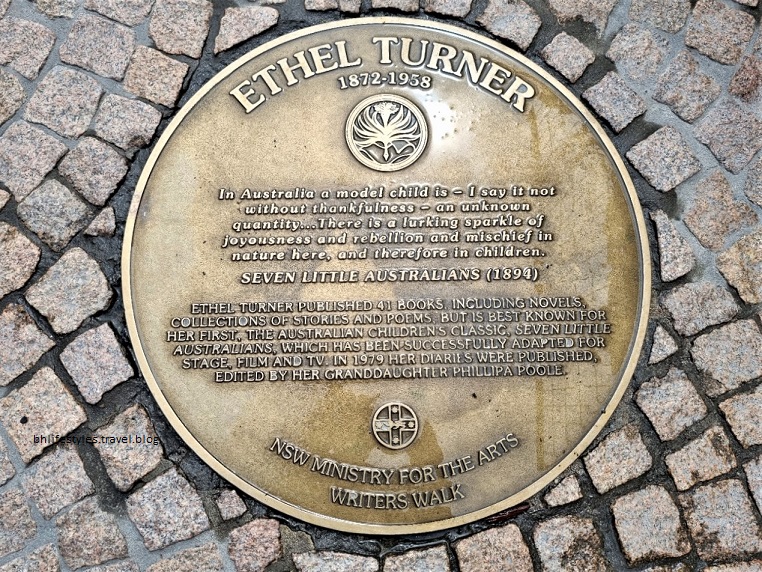 ETHEL TURNER
1872-1958
In Australia a model child is – I say it not
without thankfulness – an unknown
quantity...There is a lurking sparkle of
joyousness and rebellion and mischief in
nature here, and therefore in children.
SEVEN LITTLE AUSTRALIANS (1894)
ETHEL TURNER PUBLISHED 41 BOOKS, INCLUDING NOVELS,
COLLECTIONS OF STORIES AND POEMS, BUT IS BEST KNOWN FOR
HER FIRST, THE AUSTRALIAN CHILDREN'S CLASSIC, SEVEN LITTLE
AUSTRALIANS, WHICH HAS BEEN SUCCESSFULLY ADAPTED FOR
STAGE, FILM AND TV. IN 1979 HER DIARIES WERE PUBLISHED,
EDITED BY HER GRANDDAUGHTER PHILLIPA POOLE.
NSW MINISTRY FOR THE ARTS
WRITERS WALK
bhlifestyles.travel.blog